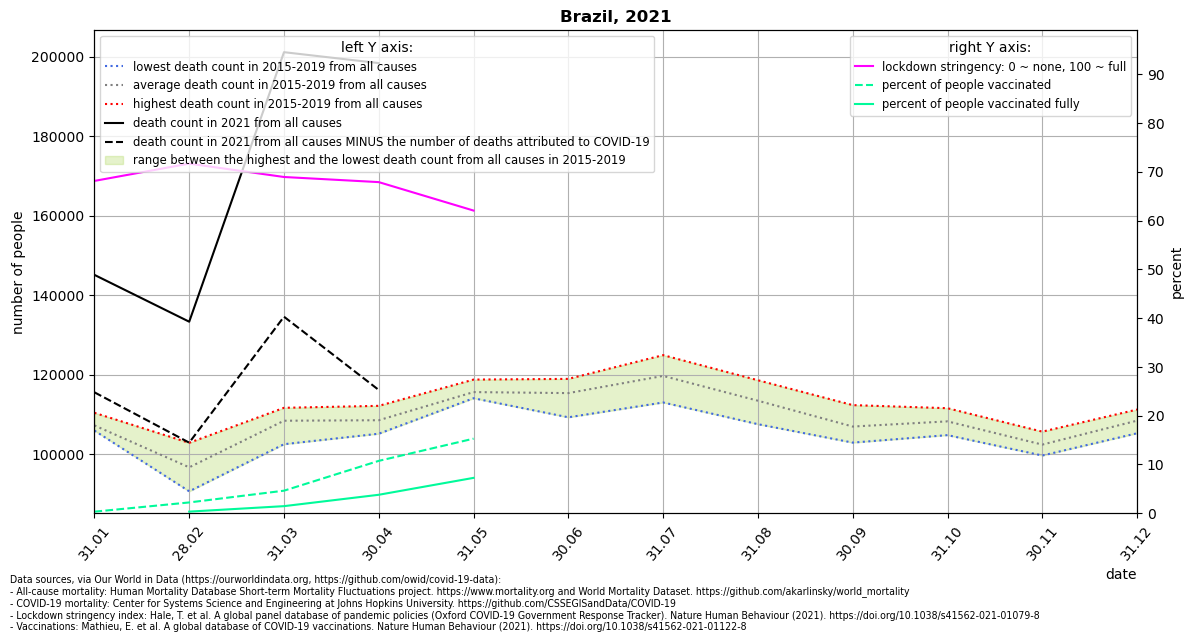 Brazil, 2021
left Y axis:
lowest death count in 2015-2019 from all causes
average death count in 2015-2019 from all causes
highest death count in 2015-2019 from all causes
death count in 2021 from all causes
death count in 2021 from all causes MINUS the number of deaths attributed to COVID-19
range between the highest and the lowest death count from all causes in 2015-2019
right Y axis:
lockdown stringency: 0 ~ none, 100 ~ full
percent of people vaccinated
percent of people vaccinated fully
number of people
200000
180000
160000
140000
120000
100000
percent
90
80
70
60
50
40
30
20
10
0
31.01
28.02
31.03
30.04
31.05
30.06
31.07
31.08
30.09
31.10
30.11
31.12
date
Data sources, via Our World in Data (https://ourworldindata.org, https://github.com/owid/covid-19-data):
- All-cause mortality: Human Mortality Database Short-term Mortality Fluctuations project. https://www.mortality.org and World Mortality Dataset. https://github.com/akarlinsky/world_mortality
- COVID-19 mortality: Center for Systems Science and Engineering at Johns Hopkins University. https://github.com/CSSEGISandData/COVID-19
- Lockdown stringency index: Hale, T. et al. A global panel database of pandemic policies (Oxford COVID-19 Government Response Tracker). Nature Human Behaviour (2021). https://doi.org/10.1038/s41562-021-01079-8
- Vaccinations: Mathieu, E. et al. A global database of COVID-19 vaccinations. Nature Human Behaviour (2021). https://doi.org/10.1038/s41562-021-01122-8